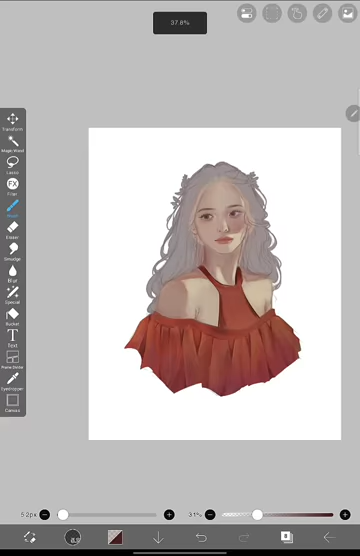 37.8%
Transform
Magic Wand
Lasso
FX
Filter
Brush
Eraser
Smudge
Blur
Special
Bucket
T
Text
Frame Divider
Eyedropper
Canvas
5.2px